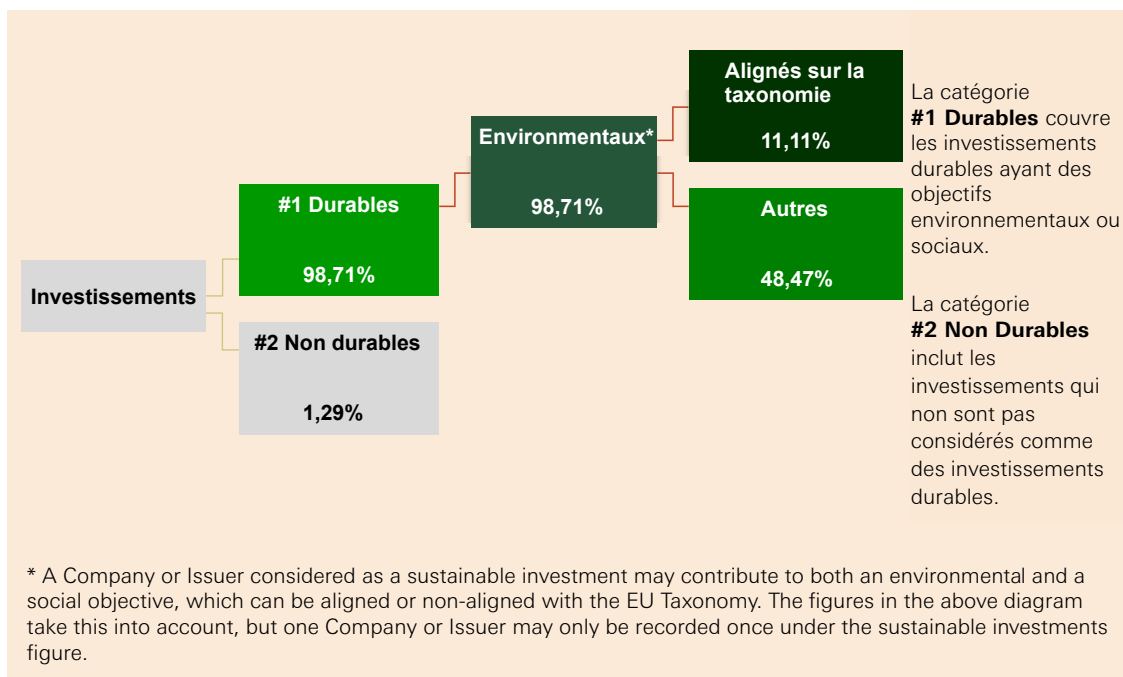 Alignés sur la
taxonomie
11,11%
Environmentaux*
98,71%
#1 Durables
98,71%
Autres
48,47%
Investissements
#2 Non durables
1,29%
La catégorie
#1 Durables couvre
les investissements
durables ayant des
objectifs
environnementaux ou
sociaux.
La catégorie
#2 Non Durables
inclut les
investissements qui
non sont pas
considérés comme
des investissements
durables.
* A Company or Issuer considered as a sustainable investment may contribute to both an environmental and a
social objective, which can be aligned or non-aligned with the EU Taxonomy. The figures in the above diagram
take this into account, but one Company or Issuer may only be recorded once under the sustainable investments
figure.